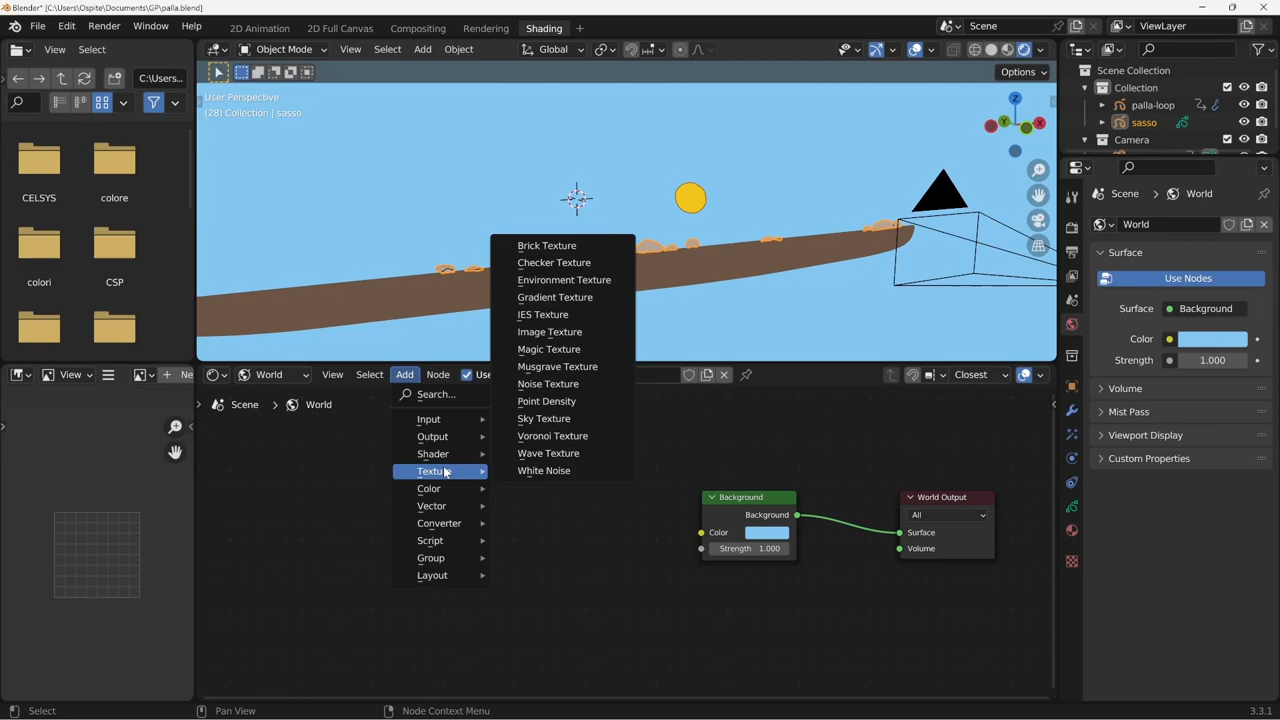 Blender* [C:\Users\Ospite\Documents\GP\palla.blend]
File Edit Render Window Help
2D Animation 2D Full Canvas Compositing Rendering Shading +
Scene
ViewLayer
View Select
Object Mode View Select Add Object Global
C:\Users...
Options
User Perspective
(28) Collection | sasso
Z
Y
X
Scene Collection
Collection
palla-loop
sasso
Camera
CELSYS
colore
colori
CSP
Scene > World
World
Surface
Use Nodes
Surface Background
Color
Strength 1.000
Volume
Mist Pass
Viewport Display
Custom Properties
View
+ Ne
World View Select Add Node Use
Closest
Scene > World
Search...
Input
Output
Shader
Texture
Color
Vector
Converter
Script
Group
Layout
Brick Texture
Checker Texture
Environment Texture
Gradient Texture
IES Texture
Image Texture
Magic Texture
Musgrave Texture
Noise Texture
Point Density
Sky Texture
Voronoi Texture
Wave Texture
White Noise
Background
Background
Color
Strength 1.000
World Output
All
Surface
Volume
Select
Pan View
Node Context Menu
3.3.1